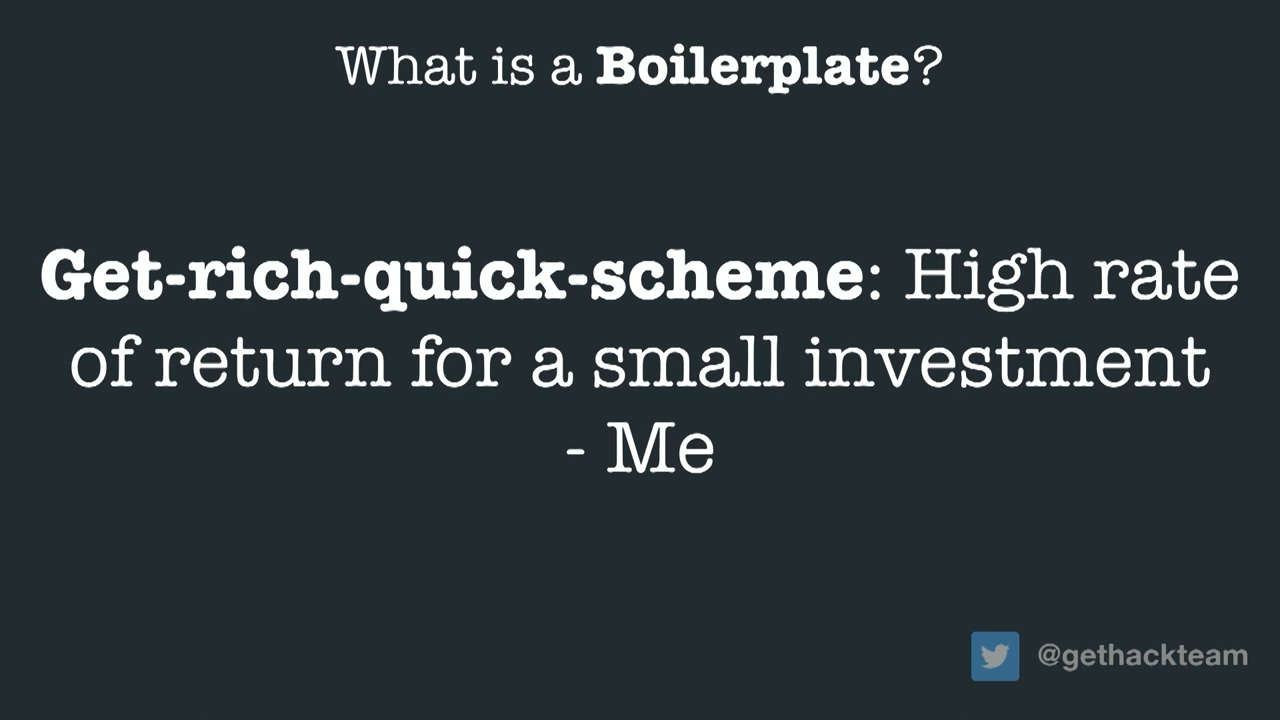 What is a Boilerplate?
Get-rich-quick-scheme: High rate
of return for a small investment
- Me
@gethackteam